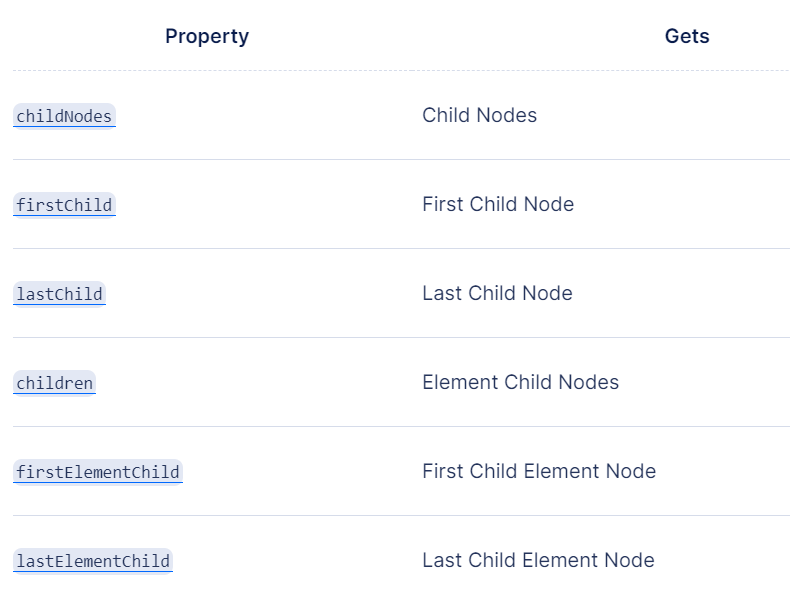 Property Gets
childNodes Child Nodes
firstChild First Child Node
lastChild Last Child Node
children Element Child Nodes
firstElementChild First Child Element Node
lastElementChild Last Child Element Node